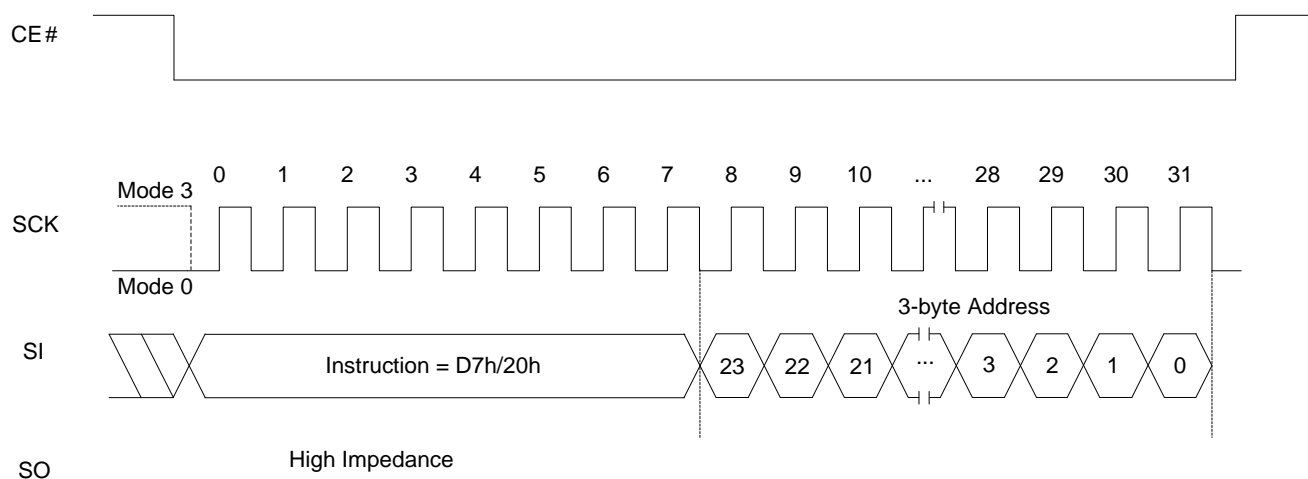 CE#
0 1 2 3 4 5 6 7 8 9 10 ... 28 29 30 31
Mode 3
SCK
Mode 0
3-byte Address
SI
Instruction = D7h/20h
23 22 21 ... 3 2 1 0
High Impedance
SO